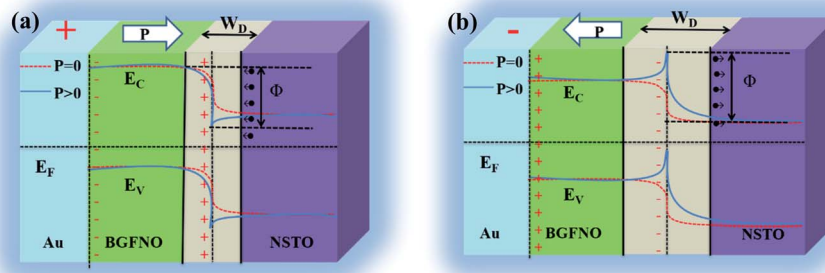 (a)
+
P
W_D
P=0
P>0
E_C
Φ
E_F
E_V
Au
BGFNO
NSTO
(b)
-
P
W_D
P=0
P>0
E_C
Φ
E_F
E_V
Au
BGFNO
NSTO